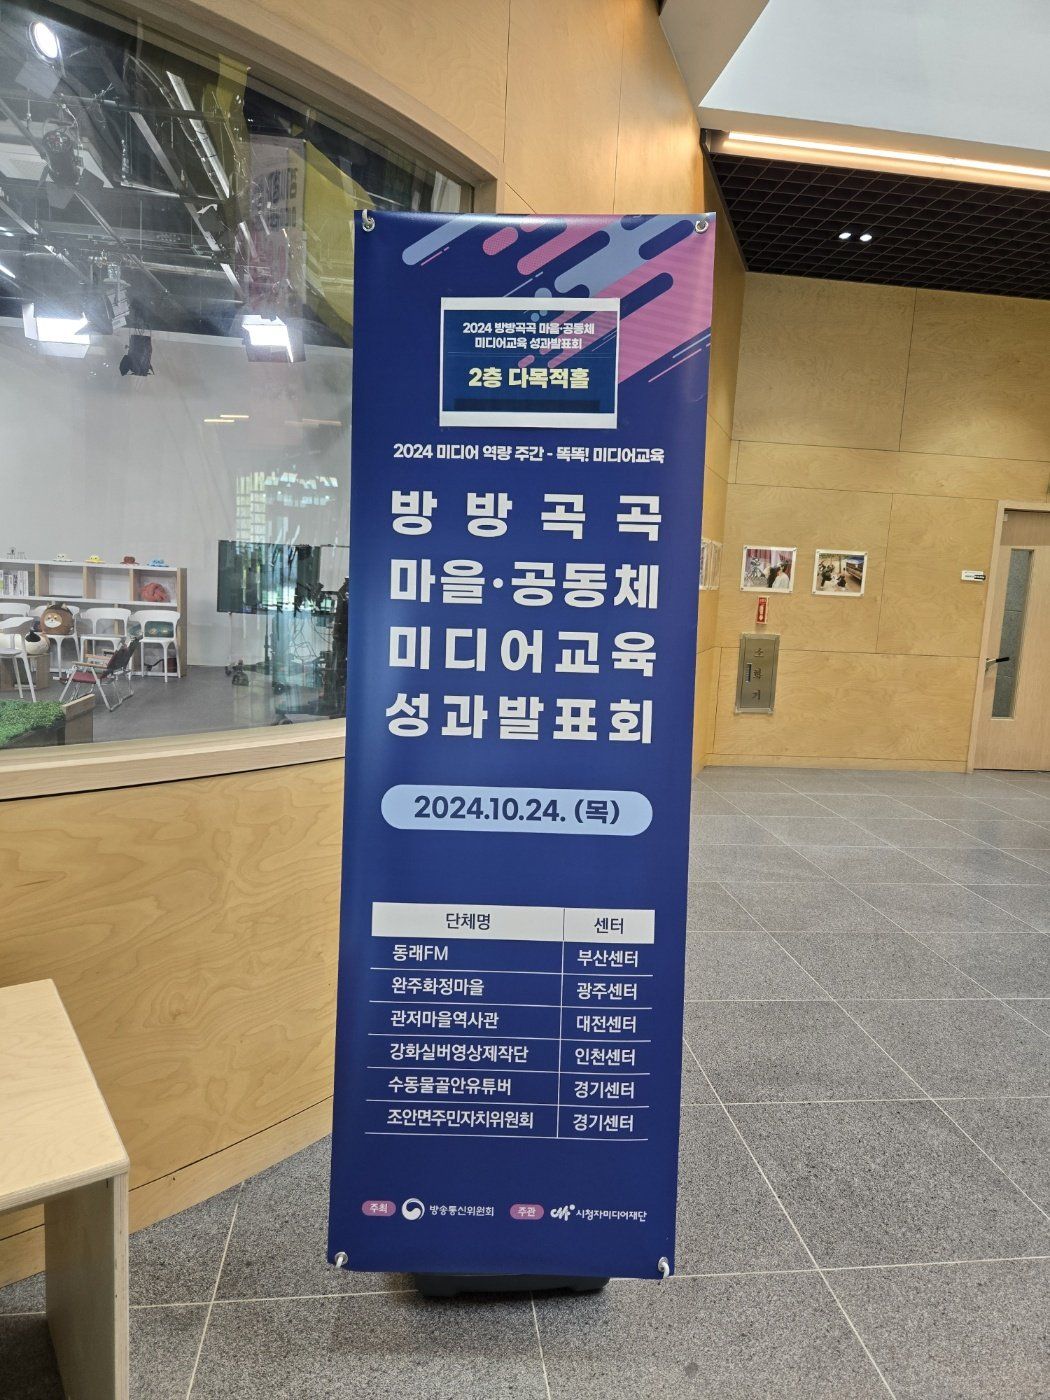 2024 방방곡곡 마을·공동체
미디어교육 성과발표회
2층 다목적홀
2024 미디어 역량 주간 - 똑똑! 미디어교육
방방곡곡
마을·공동체
미디어교육
성과발표회
2024.10.24. (목)
단체명 센터
동래FM 부산센터
완주화정마을 광주센터
관저마을역사관 대전센터
강화실버영상제작단 인천센터
수동물골안유튜버 경기센터
조안면주민자치위원회 경기센터
주최 방송통신위원회 주관 시청자미디어재단
소화기